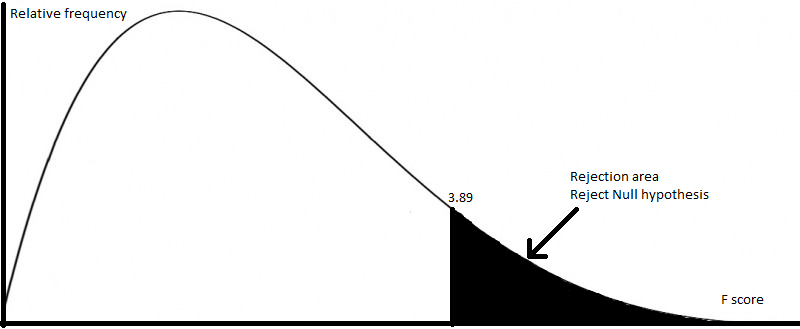 Relative frequency
3.89
Rejection area
Reject Null hypothesis
F score